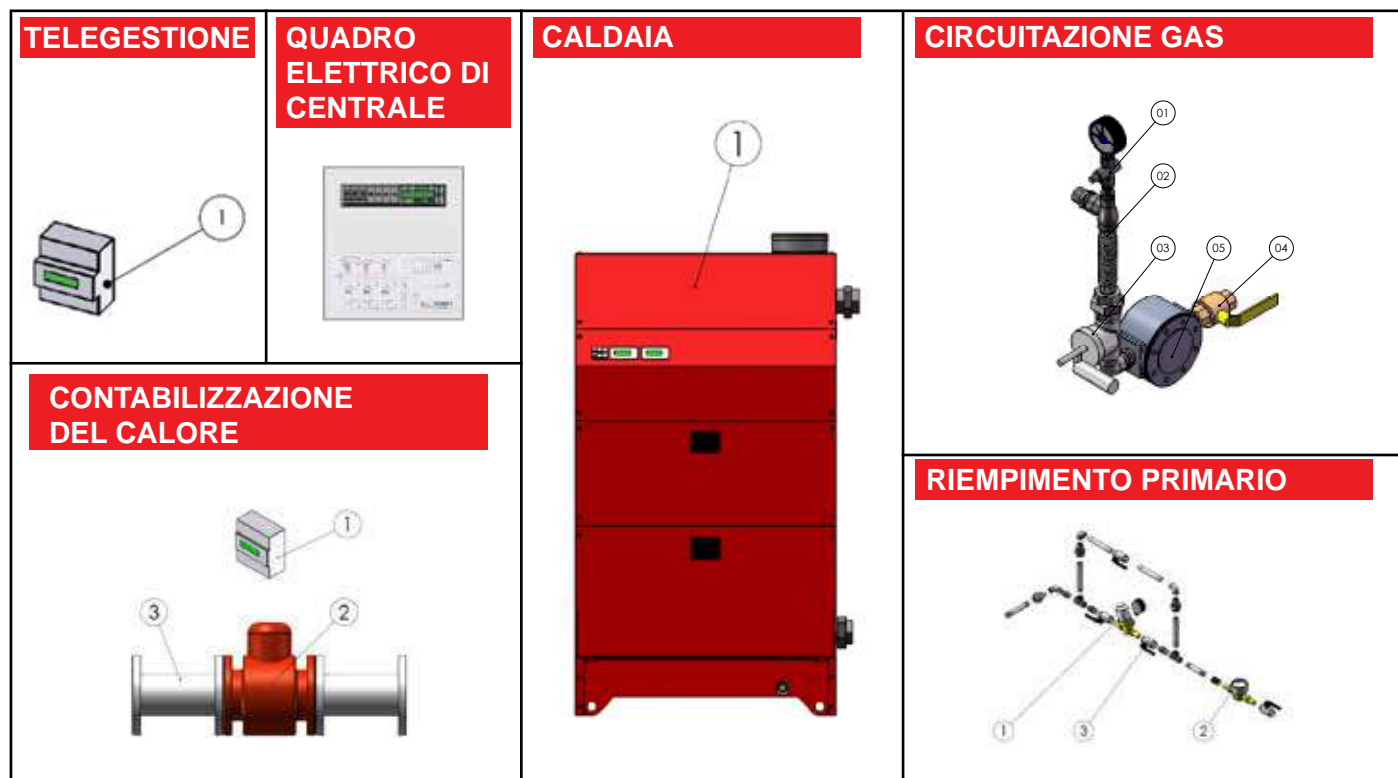 TELEGESTIONE
1
QUADRO
ELETTRICO DI
CENTRALE
CALDAIA
1
CIRCUITAZIONE GAS
01
02
03
05
04
CONTABILIZZAZIONE
DEL CALORE
1
3
2
RIEMPIMENTO PRIMARIO
1
3
2